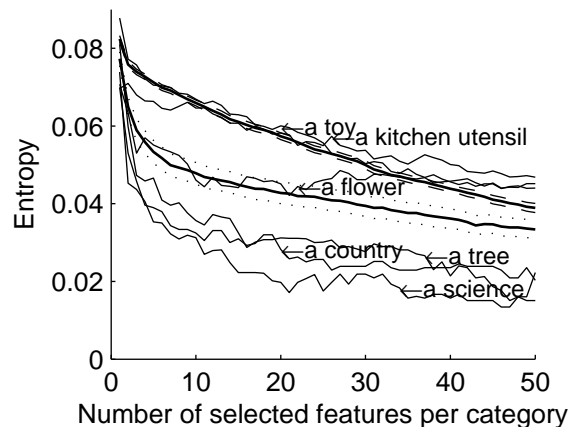 0.08
0.06
0.04
0.02
0
Entropy
←a toy
←a kitchen utensil
←a flower
←a country
←a tree
←a science
0 10 20 30 40 50
Number of selected features per category